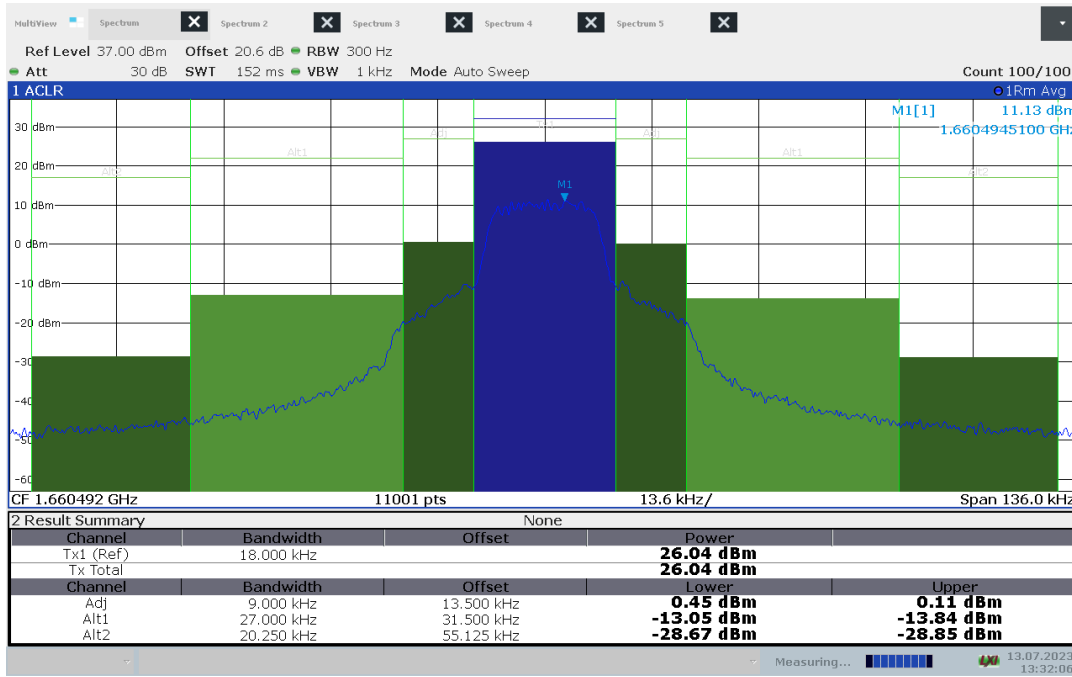 MultiView Spectrum Spectrum 2 Spectrum 3 Spectrum 4 Spectrum 5
Ref Level 37.00 dBm Offset 20.6 dB RBW 300 Hz
Att 30 dB SWT 152 ms VBW 1 kHz Mode Auto Sweep Count 100/100
1 ACLR 1Rm Avg
M1[1] 11.13 dBm
1.6604945100 GHz
30 dBm
Adj Adj
Alt1 Alt1
20 dBm
Alt2 Alt2
M1
10 dBm
0 dBm
-10 dBm
-20 dBm
-30
-40
-50
-60
CF 1.660492 GHz 11001 pts 13.6 kHz/ Span 136.0 kHz
2 Result Summary None
Channel Bandwidth Offset Power
Tx1 (Ref) 18.000 kHz 26.04 dBm
Tx Total 26.04 dBm
Channel Bandwidth Offset Lower Upper
Adj 9.000 kHz 13.500 kHz 0.45 dBm 0.11 dBm
Alt1 27.000 kHz 31.500 kHz -13.05 dBm -13.84 dBm
Alt2 20.250 kHz 55.125 kHz -28.67 dBm -28.85 dBm
Measuring... LXI 13.07.2023
13:32:06